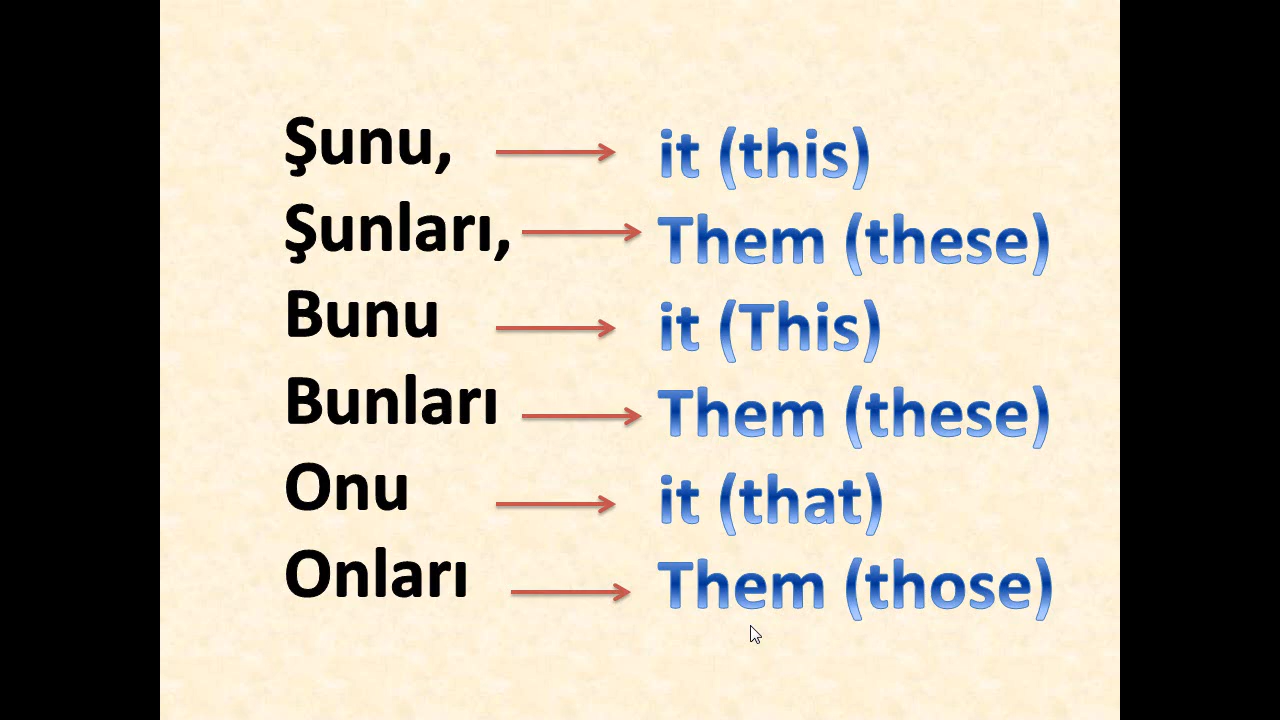 Şunu, it (this)
Şunları, Them (these)
Bunu it (This)
Bunları Them (these)
Onu it (that)
Onları Them (those)